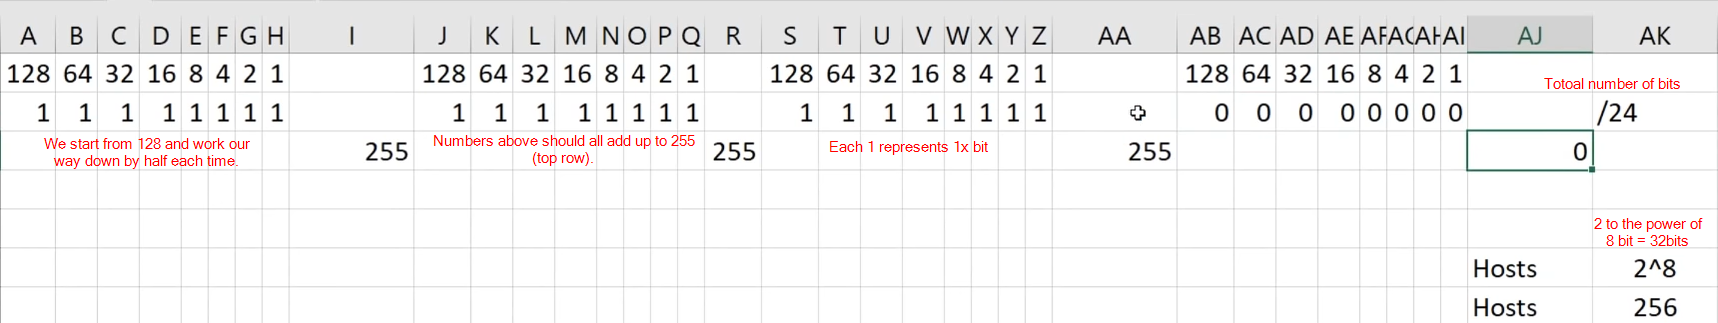 A B C D E F G H I J K L M N O P Q R S T U V W X Y Z AA AB AC AD AE AF AG AH AI AJ AK
128 64 32 16 8 4 2 1 128 64 32 16 8 4 2 1 128 64 32 16 8 4 2 1 128 64 32 16 8 4 2 1
Totoal number of bits
1 1 1 1 1 1 1 1 1 1 1 1 1 1 1 1 1 1 1 1 1 1 1 1 0 0 0 0 0 0 0 0 /24
We start from 128 and work our
way down by half each time.
255
Numbers above should all add up to 255
(top row).
255
Each 1 represents 1x bit
255
0
2 to the power of
8 bit = 32bits
Hosts 2^8
Hosts 256